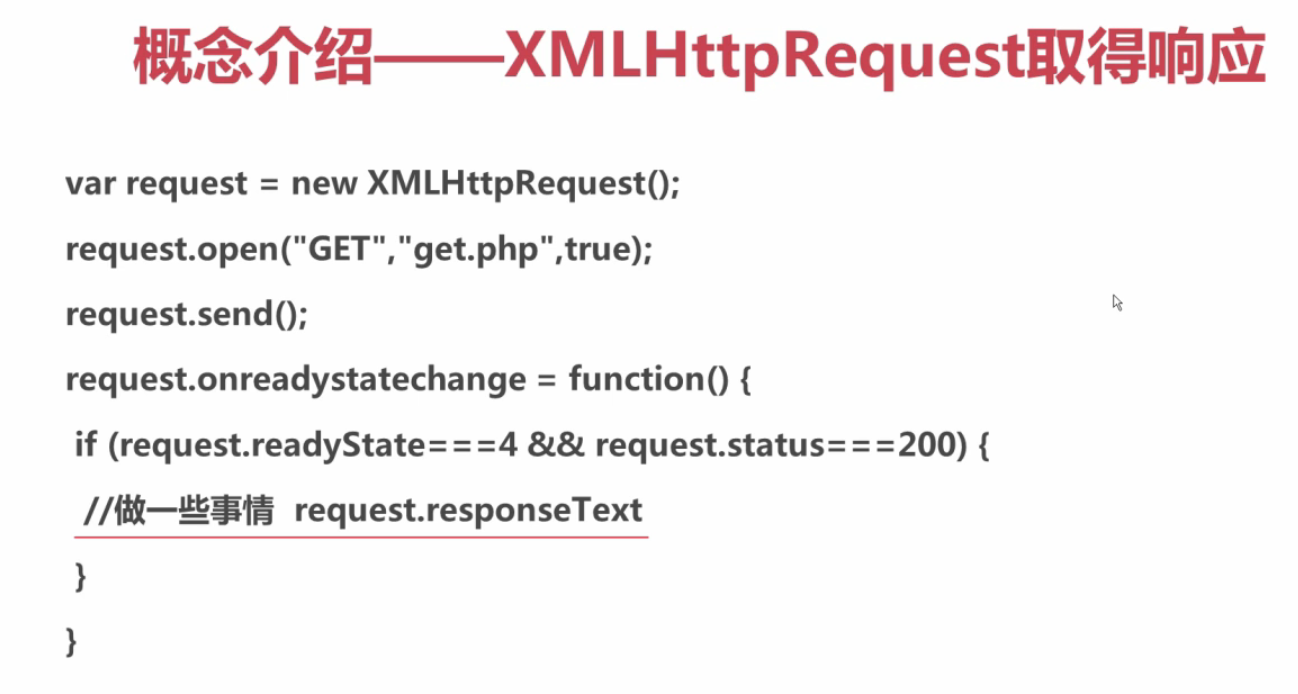 概念介绍——XMLHttpRequest取得响应
var request = new XMLHttpRequest();
request.open("GET","get.php",true);
request.send();
request.onreadystatechange = function() {
if (request.readyState===4 && request.status===200) {
//做一些事情 request.responseText
}
}